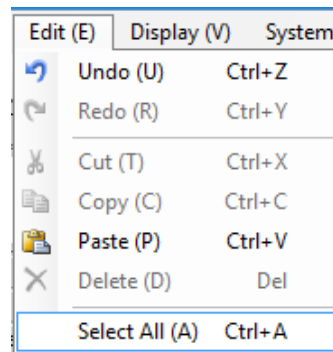 Edit (E) Display (V) System
Undo (U) Ctrl+Z
Redo (R) Ctrl+Y
Cut (T) Ctrl+X
Copy (C) Ctrl+C
Paste (P) Ctrl+V
Delete (D) Del
Select All (A) Ctrl+A